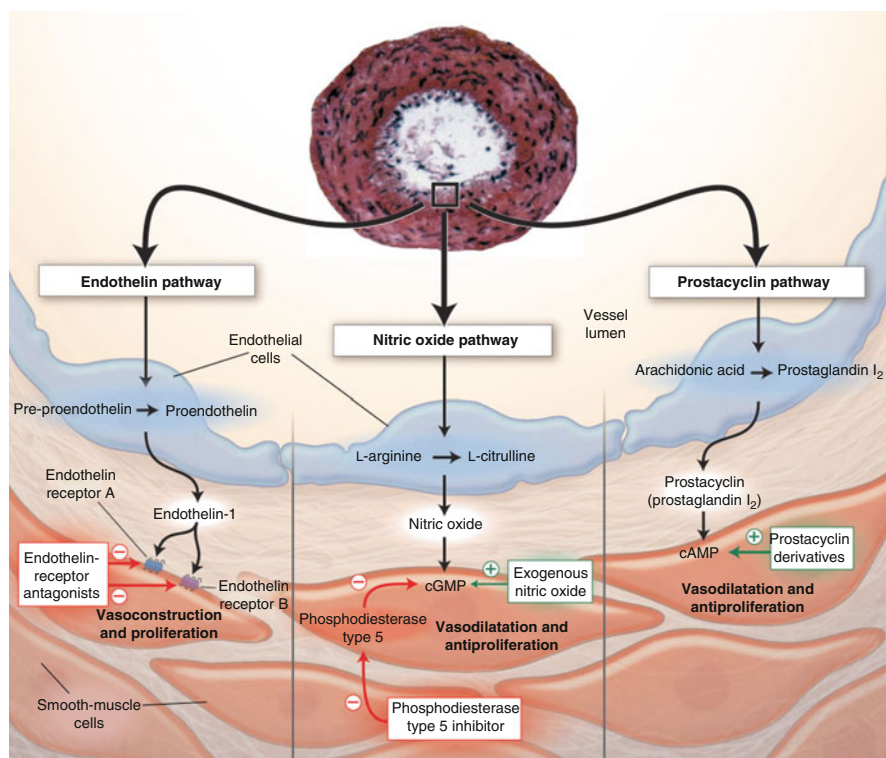 Endothelin pathway
Nitric oxide pathway
Prostacyclin pathway
Vessel
lumen
Endothelial
cells
Pre-proendothelin
Proendothelin
Endothelin
receptor A
Endothelin-1
Endothelin-
receptor
antagonists
−
−
Endothelin
receptor B
Vasoconstruction
and proliferation
Smooth-muscle
cells
L-arginine
L-citrulline
Nitric oxide
cGMP
−
+
Exogenous
nitric oxide
Phosphodiesterase
type 5
Vasodilatation and
antiproliferation
−
Phosphodiesterase
type 5 inhibitor
Arachidonic acid
Prostaglandin I₂
Prostacyclin
(prostaglandin I₂)
cAMP
+
Prostacyclin
derivatives
Vasodilatation and
antiproliferation